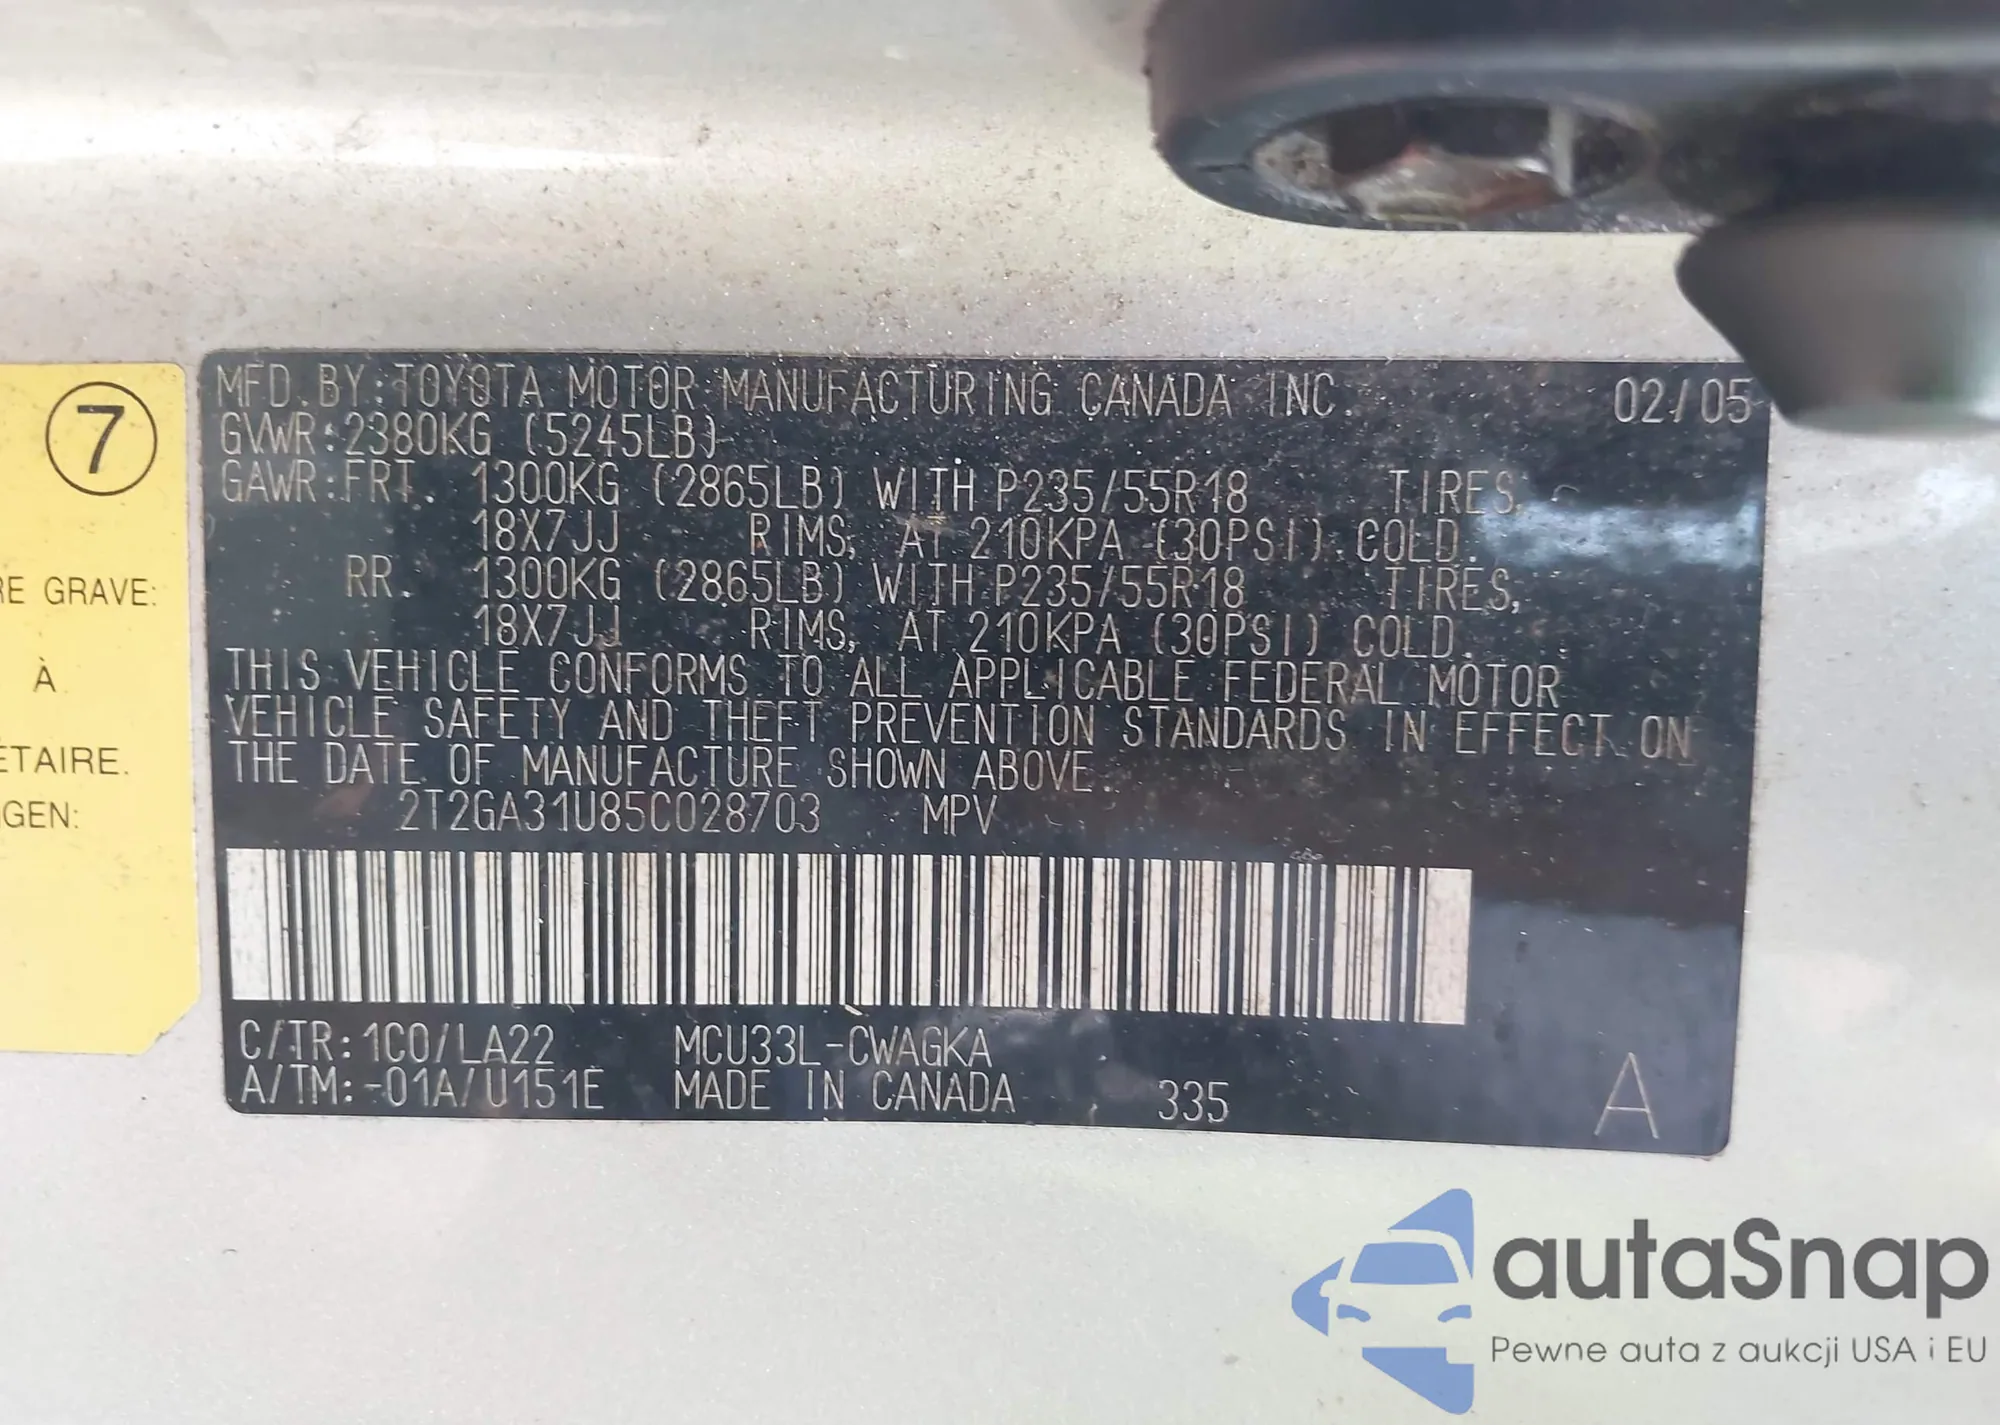 7
RE GRAVE:
À
ÉTAIRE.
GEN:
MFD. BY: TOYOTA MOTOR MANUFACTURING CANADA INC. 02/05
GVWR: 2380KG (5245LB)
GAWR: FRT. 1300KG (2865LB) WITH P235/55R18 TIRES,
18X7JJ RIMS, AT 210KPA (30PSI) COLD.
RR. 1300KG (2865LB) WITH P235/55R18 TIRES,
18X7JJ RIMS, AT 210KPA (30PSI) COLD.
THIS VEHICLE CONFORMS TO ALL APPLICABLE FEDERAL MOTOR
VEHICLE SAFETY AND THEFT PREVENTION STANDARDS IN EFFECT ON
THE DATE OF MANUFACTURE SHOWN ABOVE.
2T2GA31U85C028703 MPV
C/TR: 1C0/LA22 MCU33L-CWAGKA
A/TM: -01A/U151E MADE IN CANADA 335 A
autaSnap
Pewne auta z aukcji USA i EU